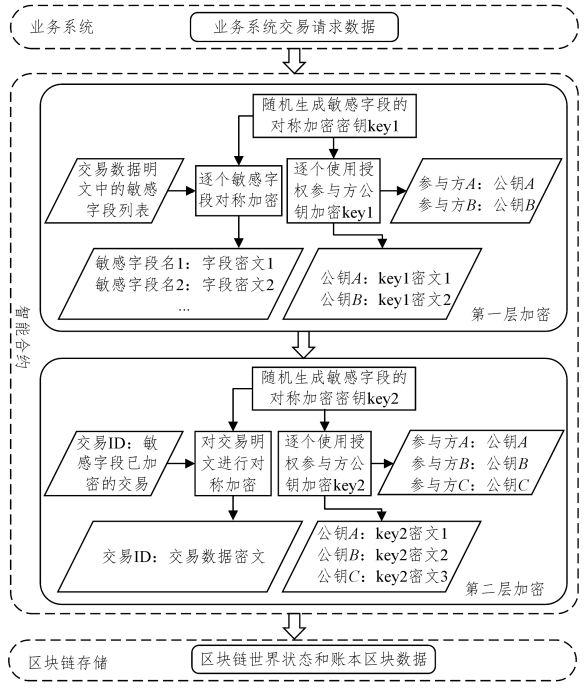 业务系统
业务系统交易请求数据
随机生成敏感字段的
对称加密密钥key1
交易数据明
文中的敏感
字段列表
逐个敏感字
段对称加密
逐个使用授
权参与方公
钥加密key1
参与方A：公钥A
参与方B：公钥B
敏感字段名1：字段密文1
敏感字段名2：字段密文2
...
公钥A：key1密文1
公钥B：key1密文2
第一层加密
智能合约
随机生成敏感字段的
对称加密密钥key2
交易ID：敏
感字段已加
密的交易
对交易明
文进行对
称加密
逐个使用授
权参与方公
钥加密key2
参与方A：公钥A
参与方B：公钥B
参与方C：公钥C
交易ID：交易数据密文
公钥A：key2密文1
公钥B：key2密文2
公钥C：key2密文3
第二层加密
区块链存储
区块链世界状态和账本区块数据